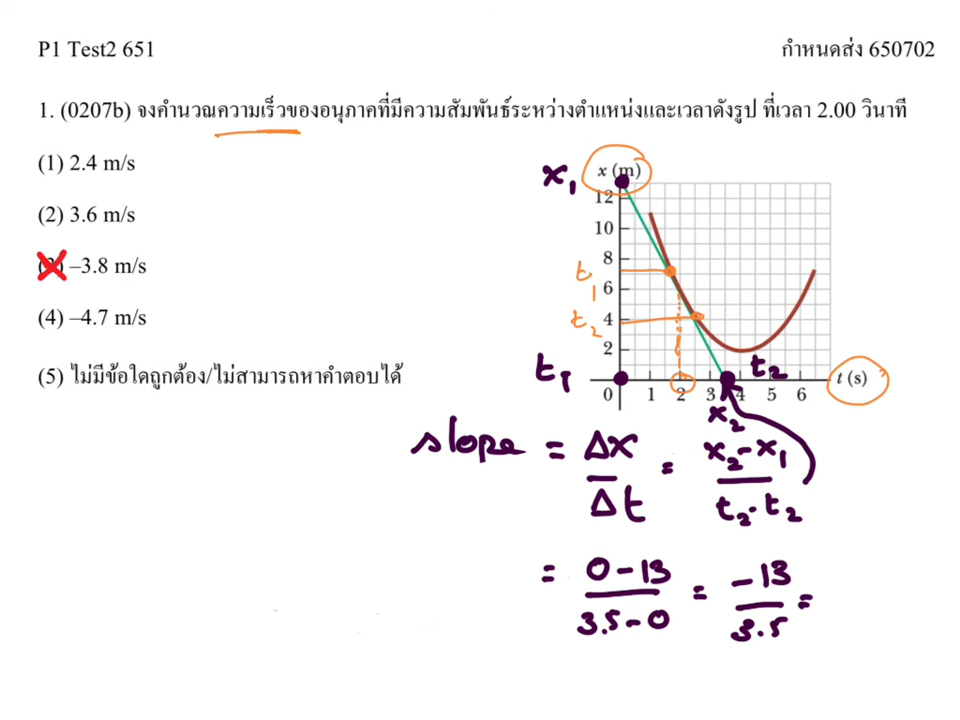 P1 Test2 651
กำหนดส่ง 650702
1. (0207b) จงคำนวณความเร็วของอนุภาคที่มีความสัมพันธ์ระหว่างตำแหน่งและเวลาดังรูป ที่เวลา 2.00 วินาที
(1) 2.4 m/s
(2) 3.6 m/s
–3.8 m/s
(4) –4.7 m/s
(5) ไม่มีข้อใดถูกต้อง/ไม่สามารถหาคำตอบได้
x₁ x (m)
12
10
8
t₁ 6
t₂ 4
2
t₁ t₂ t (s)
0 1 2 3 4 5 6
x₂
slope = Δx/Δt = x₂-x₁/t₂-t₂
= 0-13/3.5-0 = -13/3.5 =